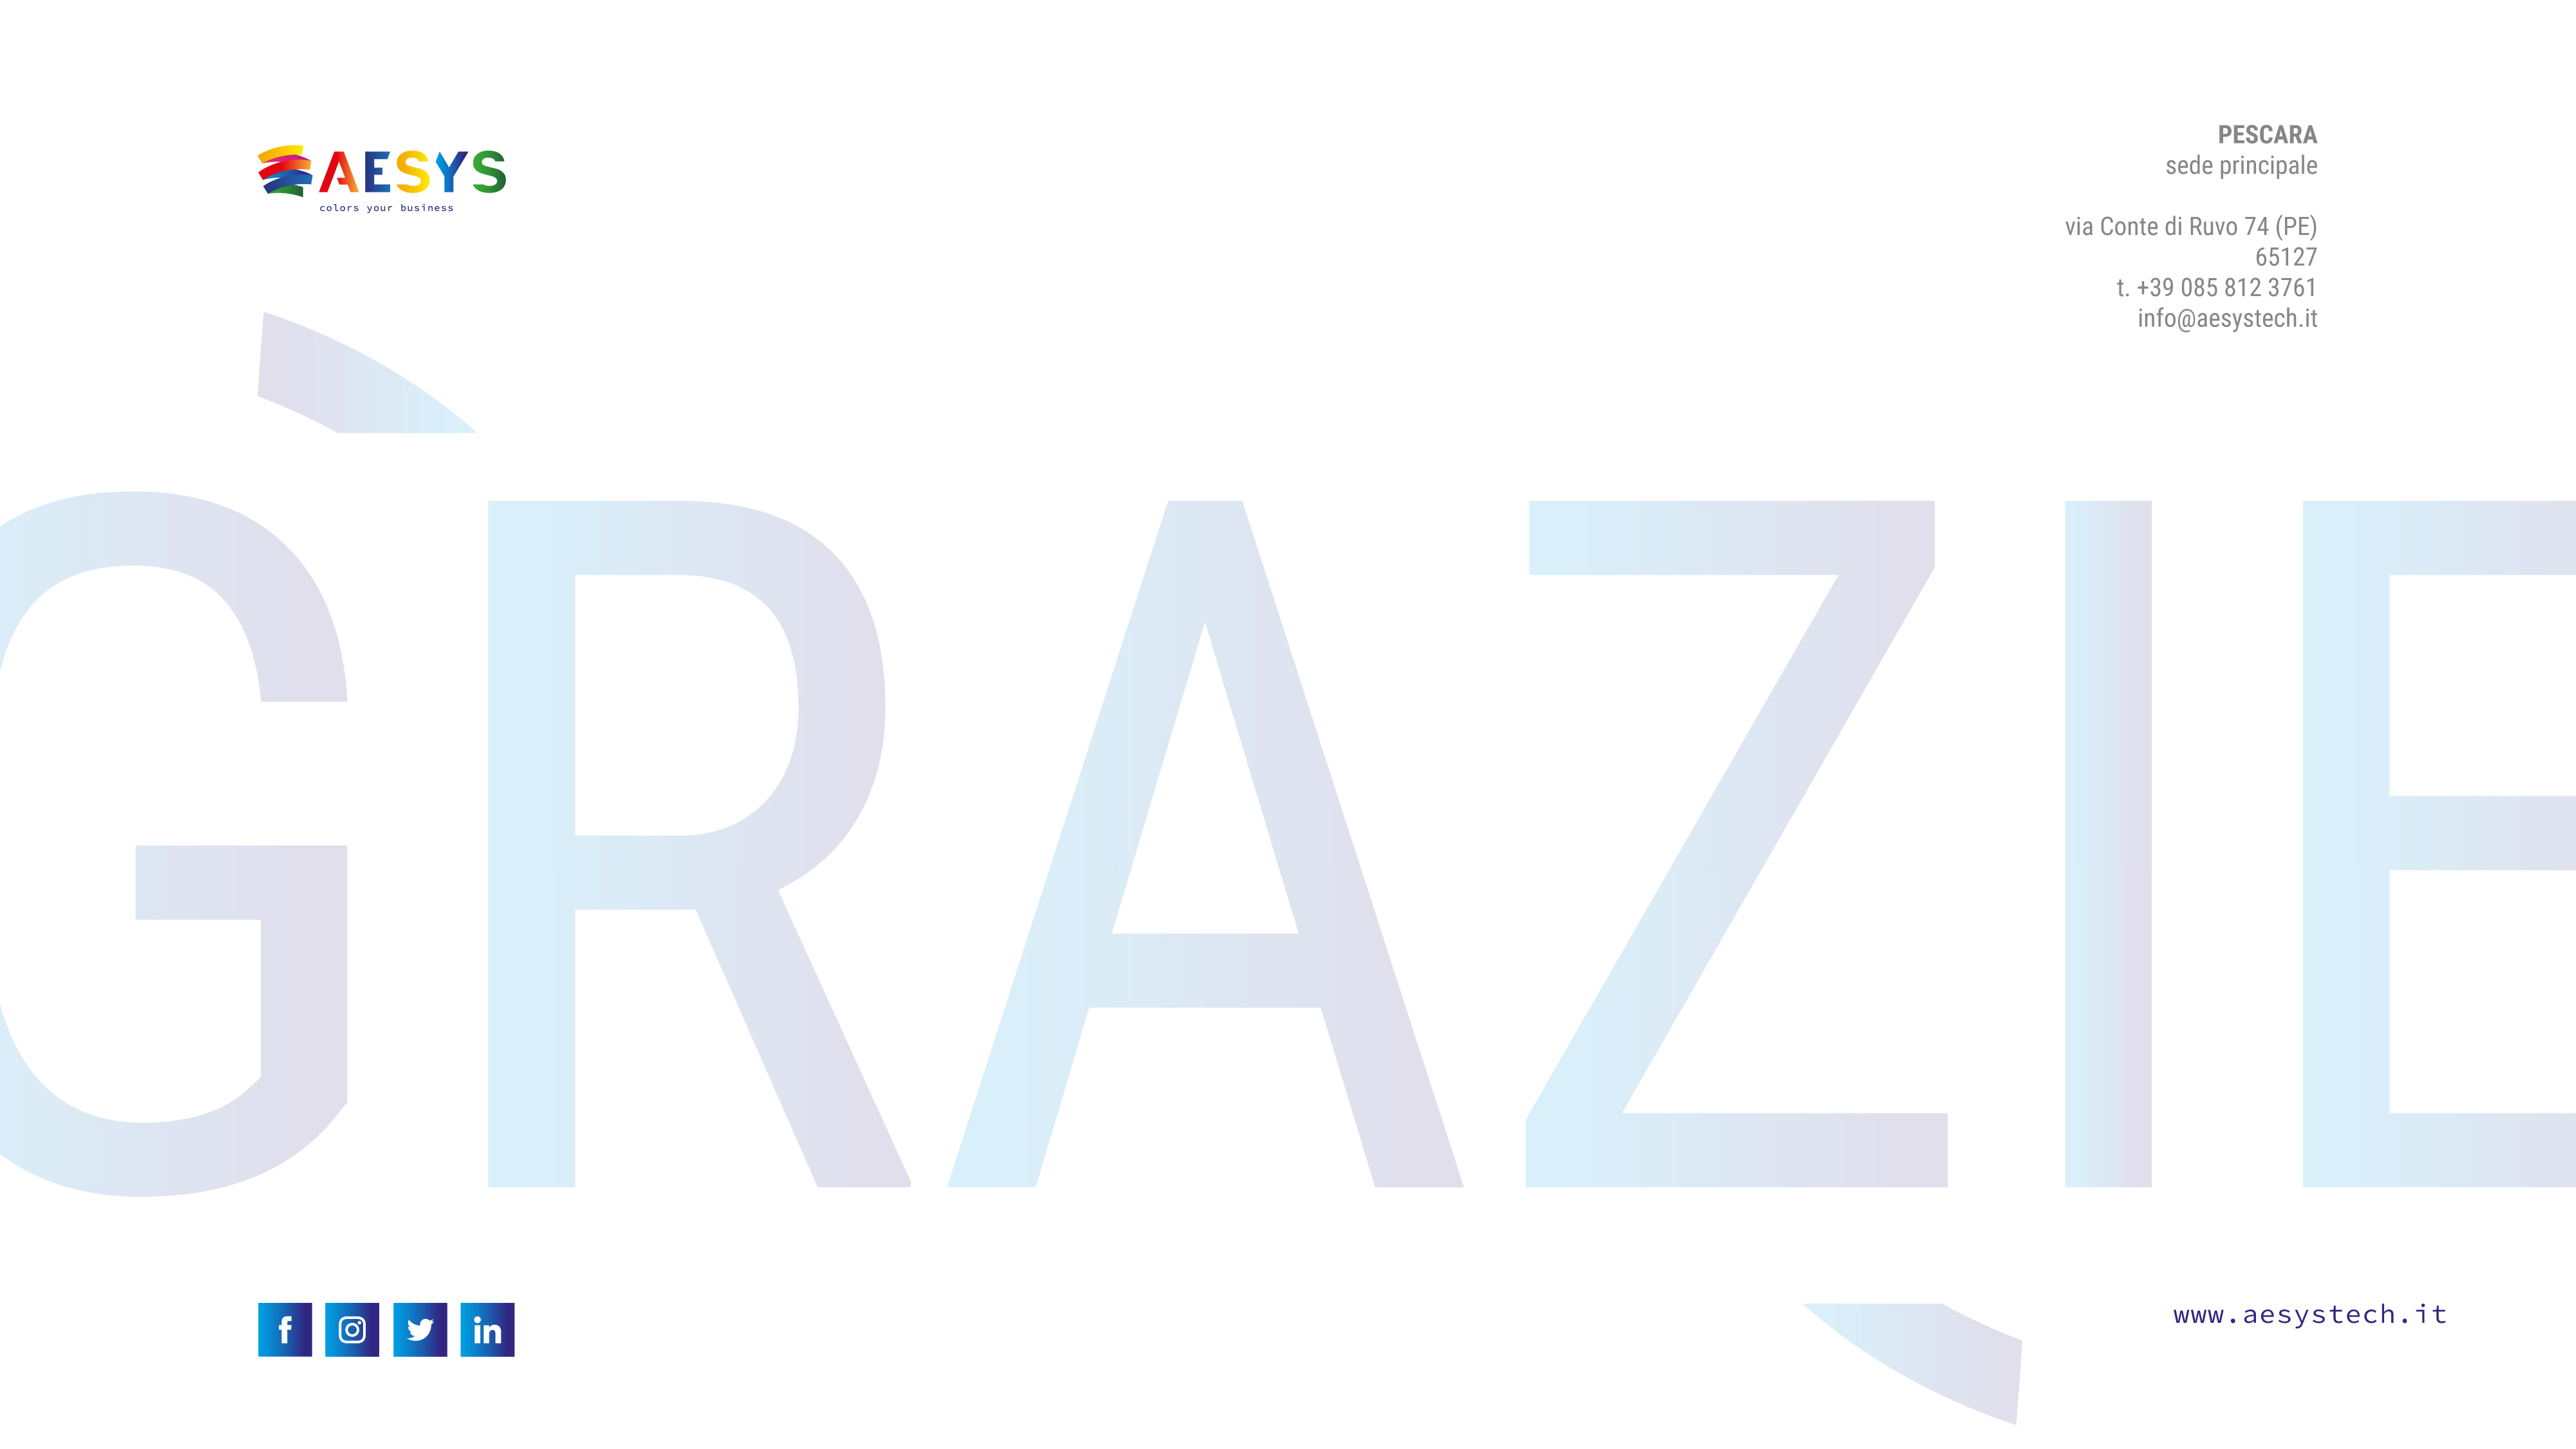 AESYS
colors your business
PESCARA
sede principale
via Conte di Ruvo 74 (PE)
65127
t. +39 085 812 3761
info@aesystech.it
GRAZIE
www.aesystech.it